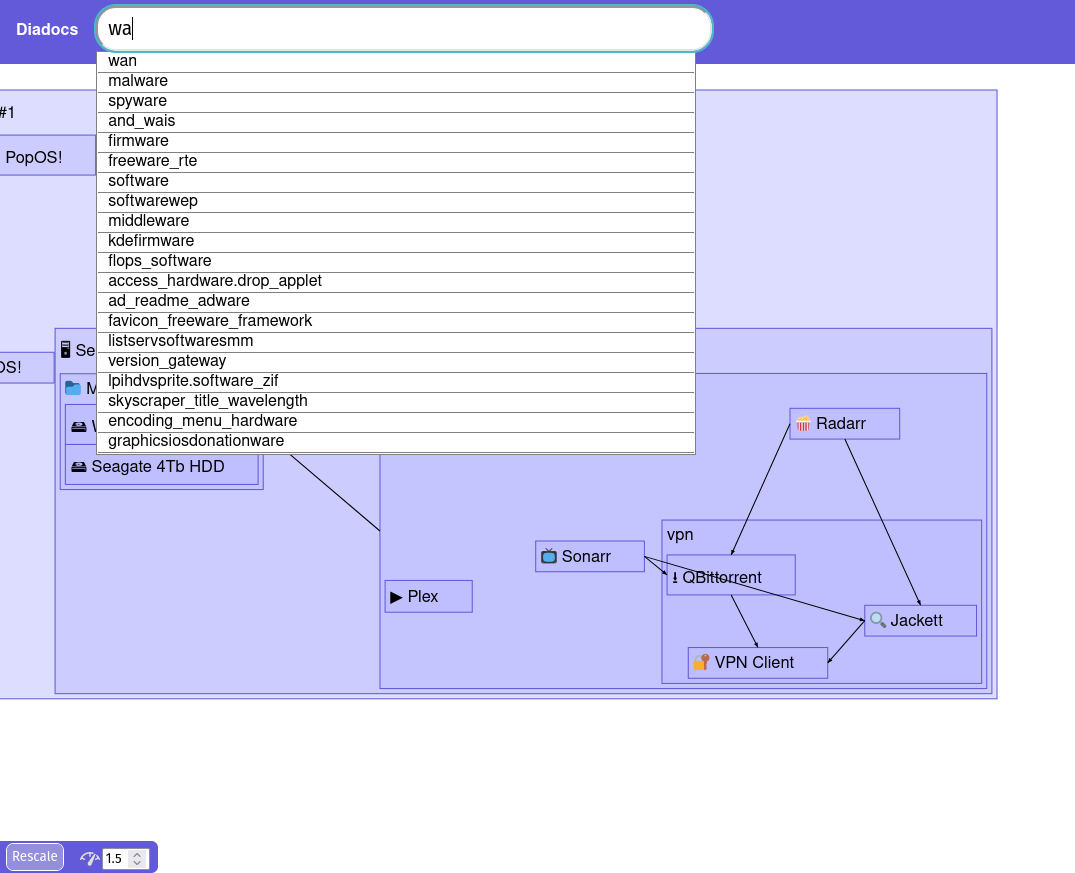 Diadocs
wa
wan
malware
spyware
and_wais
firmware
freeware_rte
software
softwarewep
middleware
kdefirmware
flops_software
access_hardware.drop_applet
ad_readme_adware
favicon_freeware_framework
listservsoftwaresmm
version_gateway
lpihdvsprite.software_zif
skyscraper_title_wavelength
encoding_menu_hardware
graphicsiosdonationware
#1
PopOS!
OS!
Se
M
Seagate 4Tb HDD
Radarr
vpn
Sonarr
QBittorrent
Plex
Jackett
VPN Client
Rescale
1.5